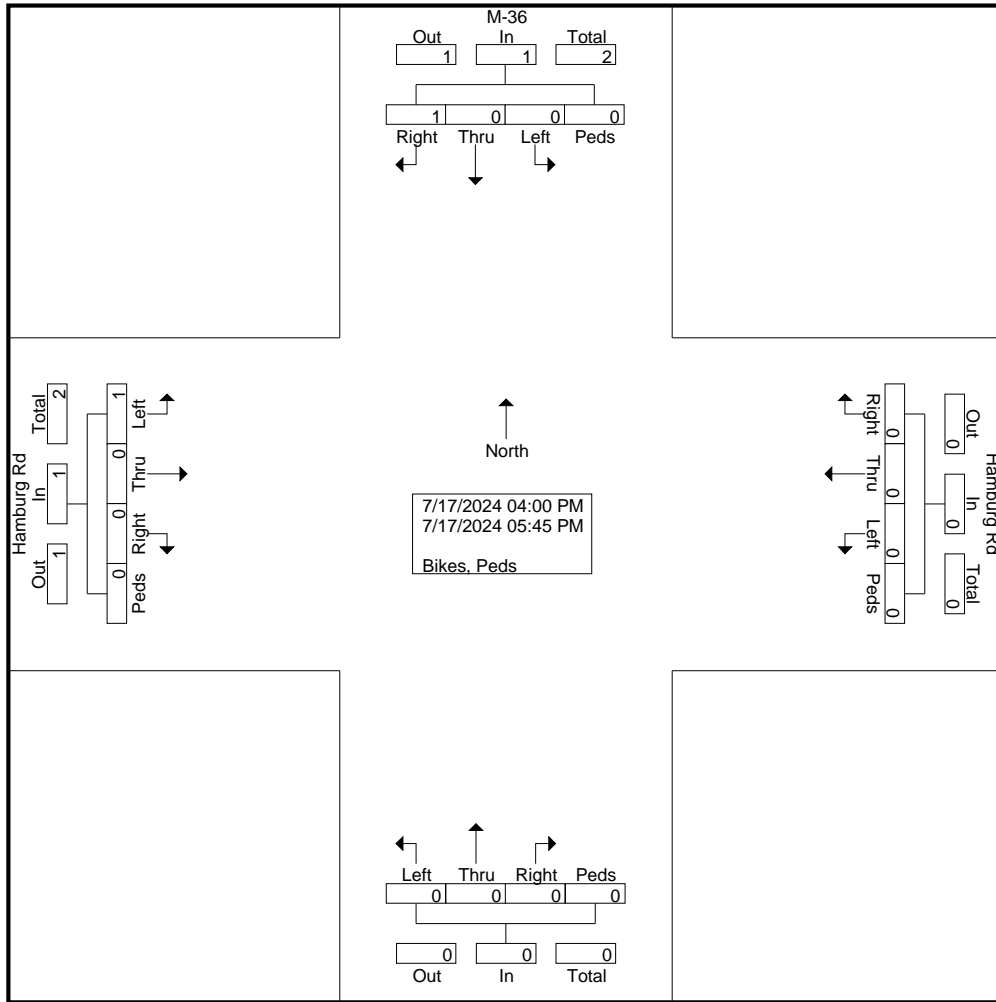 M-36
Out In Total
1 1 2
1 0 0 0
Right Thru Left Peds
Hamburg Rd
Out In Total
1 1 2
1 0 0 0
Left Thru Right Peds
North
7/17/2024 04:00 PM
7/17/2024 05:45 PM
Bikes, Peds
Right Thru Left Peds
0 0 0 0
Out In Total
0 0 0
Hamburg Rd
Left Thru Right Peds
0 0 0 0
0 0 0
Out In Total